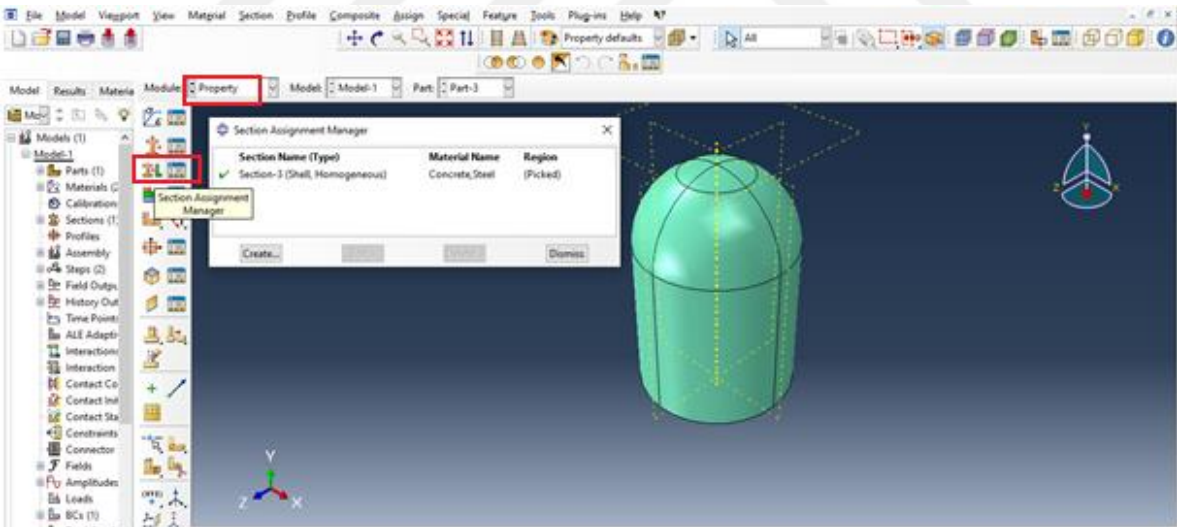 File Model Viewport View Material Section Profile Composite Assign Special Feature Tools Plug-ins Help
Property defaults All
Model Results Materia Module: Property Model: Model-1 Part: Part-3
Models (1)
Model-1
Parts (1)
Materials (2
Calibration
Sections (1
Profiles
Assembly
Steps (2)
Field Outpu
History Out
Time Points
ALE Adapti
Interactions
Interaction
Contact Co
Contact Init
Contact Sta
Constraints
Connector
Fields
Amplitudes
Loads
BCs (1)
Section Assignment
Manager
Section Assignment Manager
Section Name (Type) Material Name Region
Section-3 (Shell, Homogeneous) Concrete,Steel (Picked)
Create... Dismiss
Y
Z X
Y
Z X